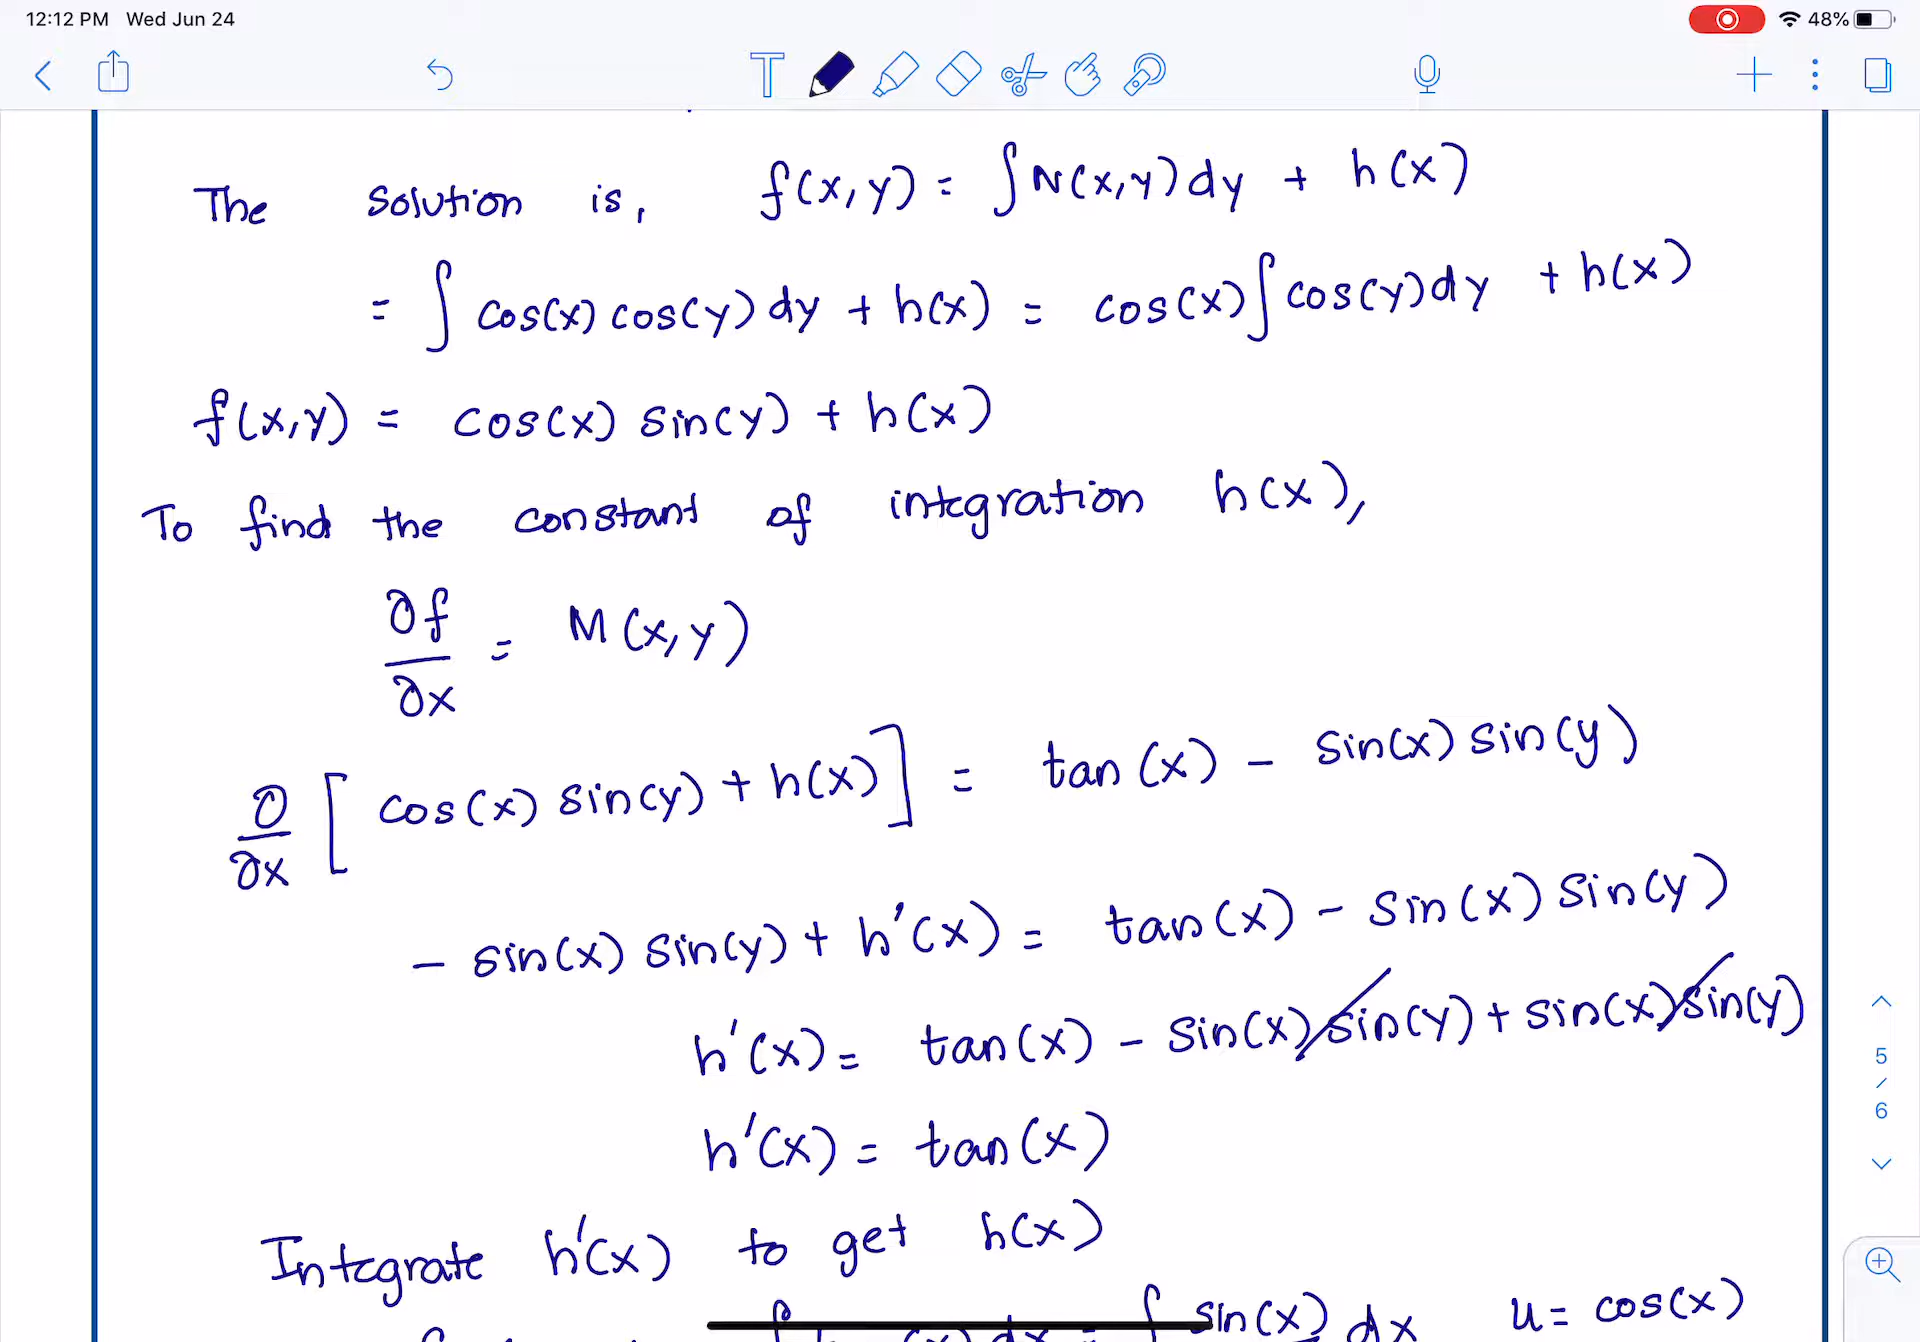 12:12 PM Wed Jun 24 48%
The solution is, f(x,y) = ∫N(x,y)dy + h(x)
= ∫ cos(x) cos(y) dy + h(x) = cos(x)∫cos(y)dy + h(x)
f(x,y) = cos(x) sin(y) + h(x)
To find the constant of integration h(x),
∂f/∂x = M(x,y)
∂/∂x [cos(x) sin(y) + h(x)] = tan(x) - sin(x) sin(y)
- sin(x) sin(y) + h'(x) = tan(x) - sin(x) sin(y)
h'(x) = tan(x) - sin(x) sin(y) + sin(x) sin(y)
5
/
6
h'(x) = tan(x)
Integrate h'(x) to get h(x)
sin(x) dx u = cos(x)